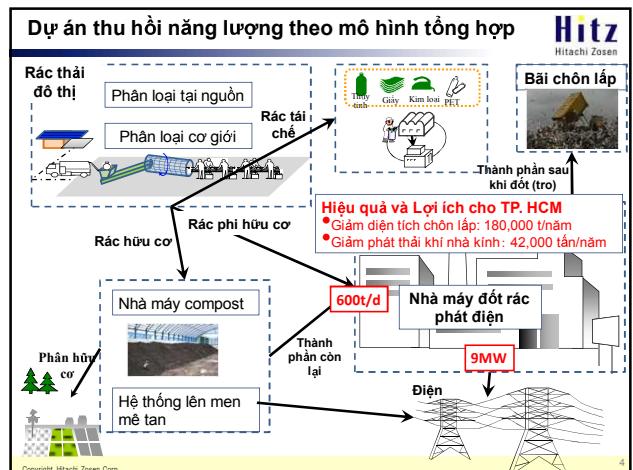 Dự án thu hồi năng lượng theo mô hình tổng hợp
Hitz
Hitachi Zosen
Rác thải
đô thị
Phân loại tại nguồn
Phân loại cơ giới
Rác tái
chế
Thủy
tinh
Giấy
Kim loại
PET
Bãi chôn lấp
Thành phần sau
khi đốt (tro)
Hiệu quả và Lợi ích cho TP. HCM
•Giảm diện tích chôn lấp: 180,000 t/năm
•Giảm phát thải khí nhà kính: 42,000 tấn/năm
Rác hữu cơ
Rác phi hữu cơ
600t/d
Nhà máy đốt rác
phát điện
9MW
Nhà máy compost
Thành
phần còn
lại
Phân hữu
cơ
Hệ thống lên men
mê tan
Điện
Copyright Hitachi Zosen Corp
4